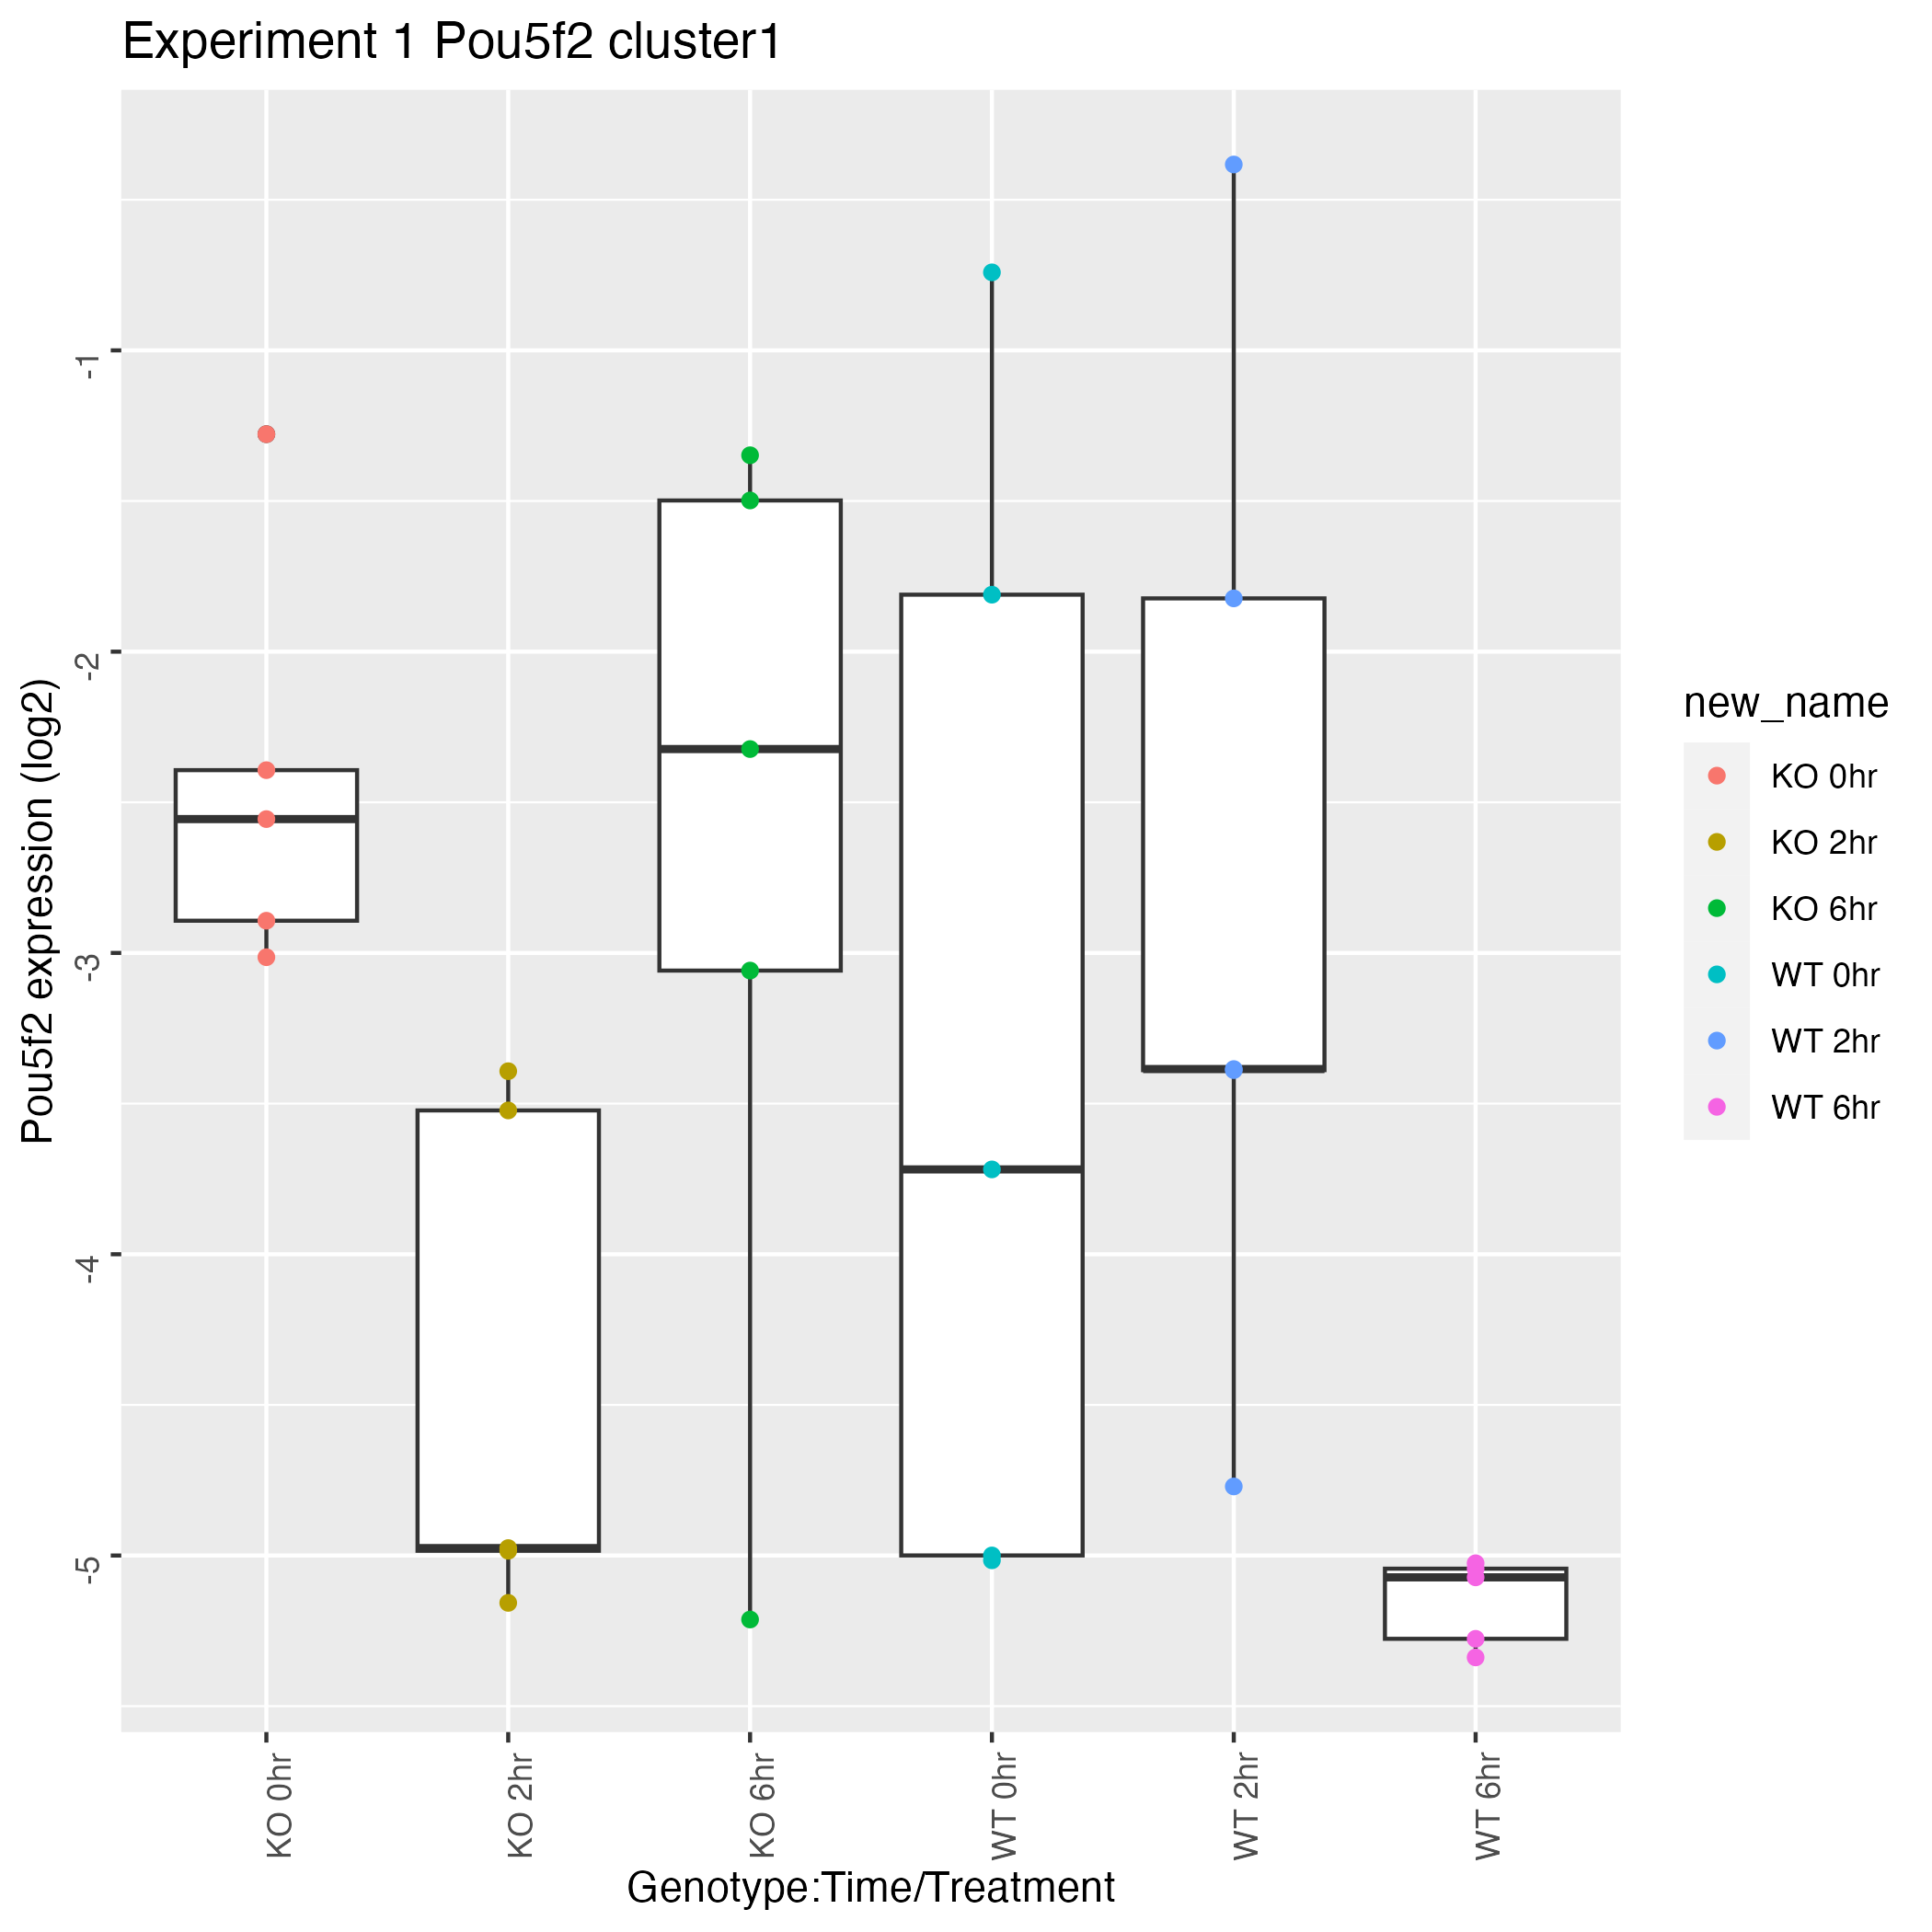 Experiment 1 Pou5f2 cluster1
Pou5f2 expression (log2)
-1
-2
-3
-4
-5
KO 0hr
KO 2hr
KO 6hr
WT 0hr
WT 2hr
WT 6hr
Genotype:Time/Treatment
new_name
KO 0hr
KO 2hr
KO 6hr
WT 0hr
WT 2hr
WT 6hr